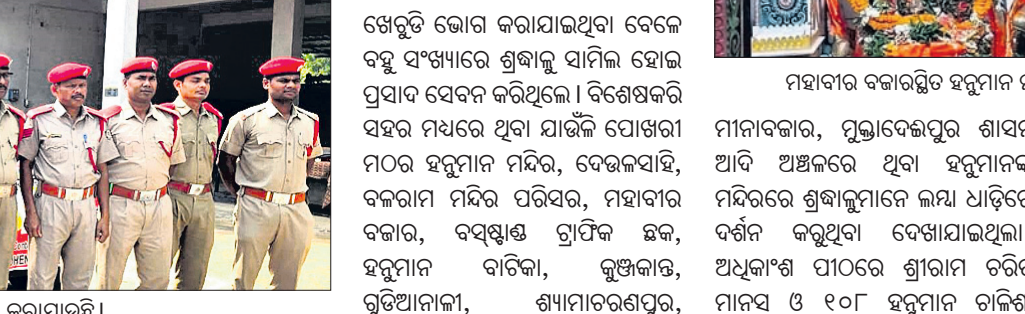 କରାଯାଉଛି।
ଖେଚୁଡି ଭୋଗ କରାଯାଇଥିବା ବେଳେ
ବହୁ ସଂଖ୍ୟାରେ ଶ୍ରଦ୍ଧାଳୁ ସାମିଲ ହୋଇ
ପ୍ରସାଦ ସେବନ କରିଥିଲେ। ବିଶେଷକରି
ସହର ମଧ୍ୟରେ ଥିବା ଯାଉଁଳି ପୋଖରୀ
ମଠର ହନୁମାନ ମନ୍ଦିର, ଦେଉଳସାହି,
ବଳରାମ ମନ୍ଦିର ପରିସର, ମହାବୀର
ବଜାର, ବସ୍‌ଷ୍ଟାଣ୍ଡ ଟ୍ରାଫିକ ଛକ,
ହନୁମାନ ବାଟିକା, କୁଞ୍ଜକାନ୍ତ,
ଗୁଡିଆନାଳୀ, ଶ୍ୟାମାଚରଣପୁର,
ମହାବୀର ବଜାରସ୍ଥିତ ହନୁମାନ
ମୀନାବଜାର, ମୁକ୍ତାଦେଈପୁର ଶାସନ
ଆଦି ଅଞ୍ଚଳରେ ଥିବା ହନୁମାନଙ୍କ
ମନ୍ଦିରରେ ଶ୍ରଦ୍ଧାଳୁମାନେ ଲମ୍ବା ଧାଡ଼ିରେ
ଦର୍ଶନ କରୁଥିବା ଦେଖାଯାଇଥିଲା
ଅଧିକାଂଶ ପୀଠରେ ଶ୍ରୀରାମ ଚରିତ
ମାନସ ଓ ୧୦୮ ହନୁମାନ ଚାଳିଶା